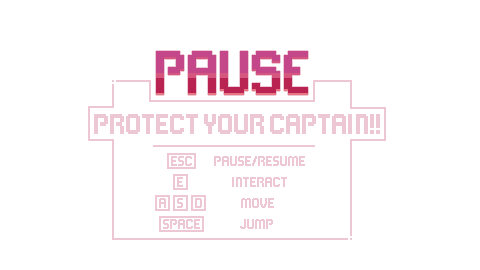 PAUSE
PROTECT YOUR CAPTAIN!!
ESC PAUSE/RESUME
E INTERACT
A S D MOVE
SPACE JUMP